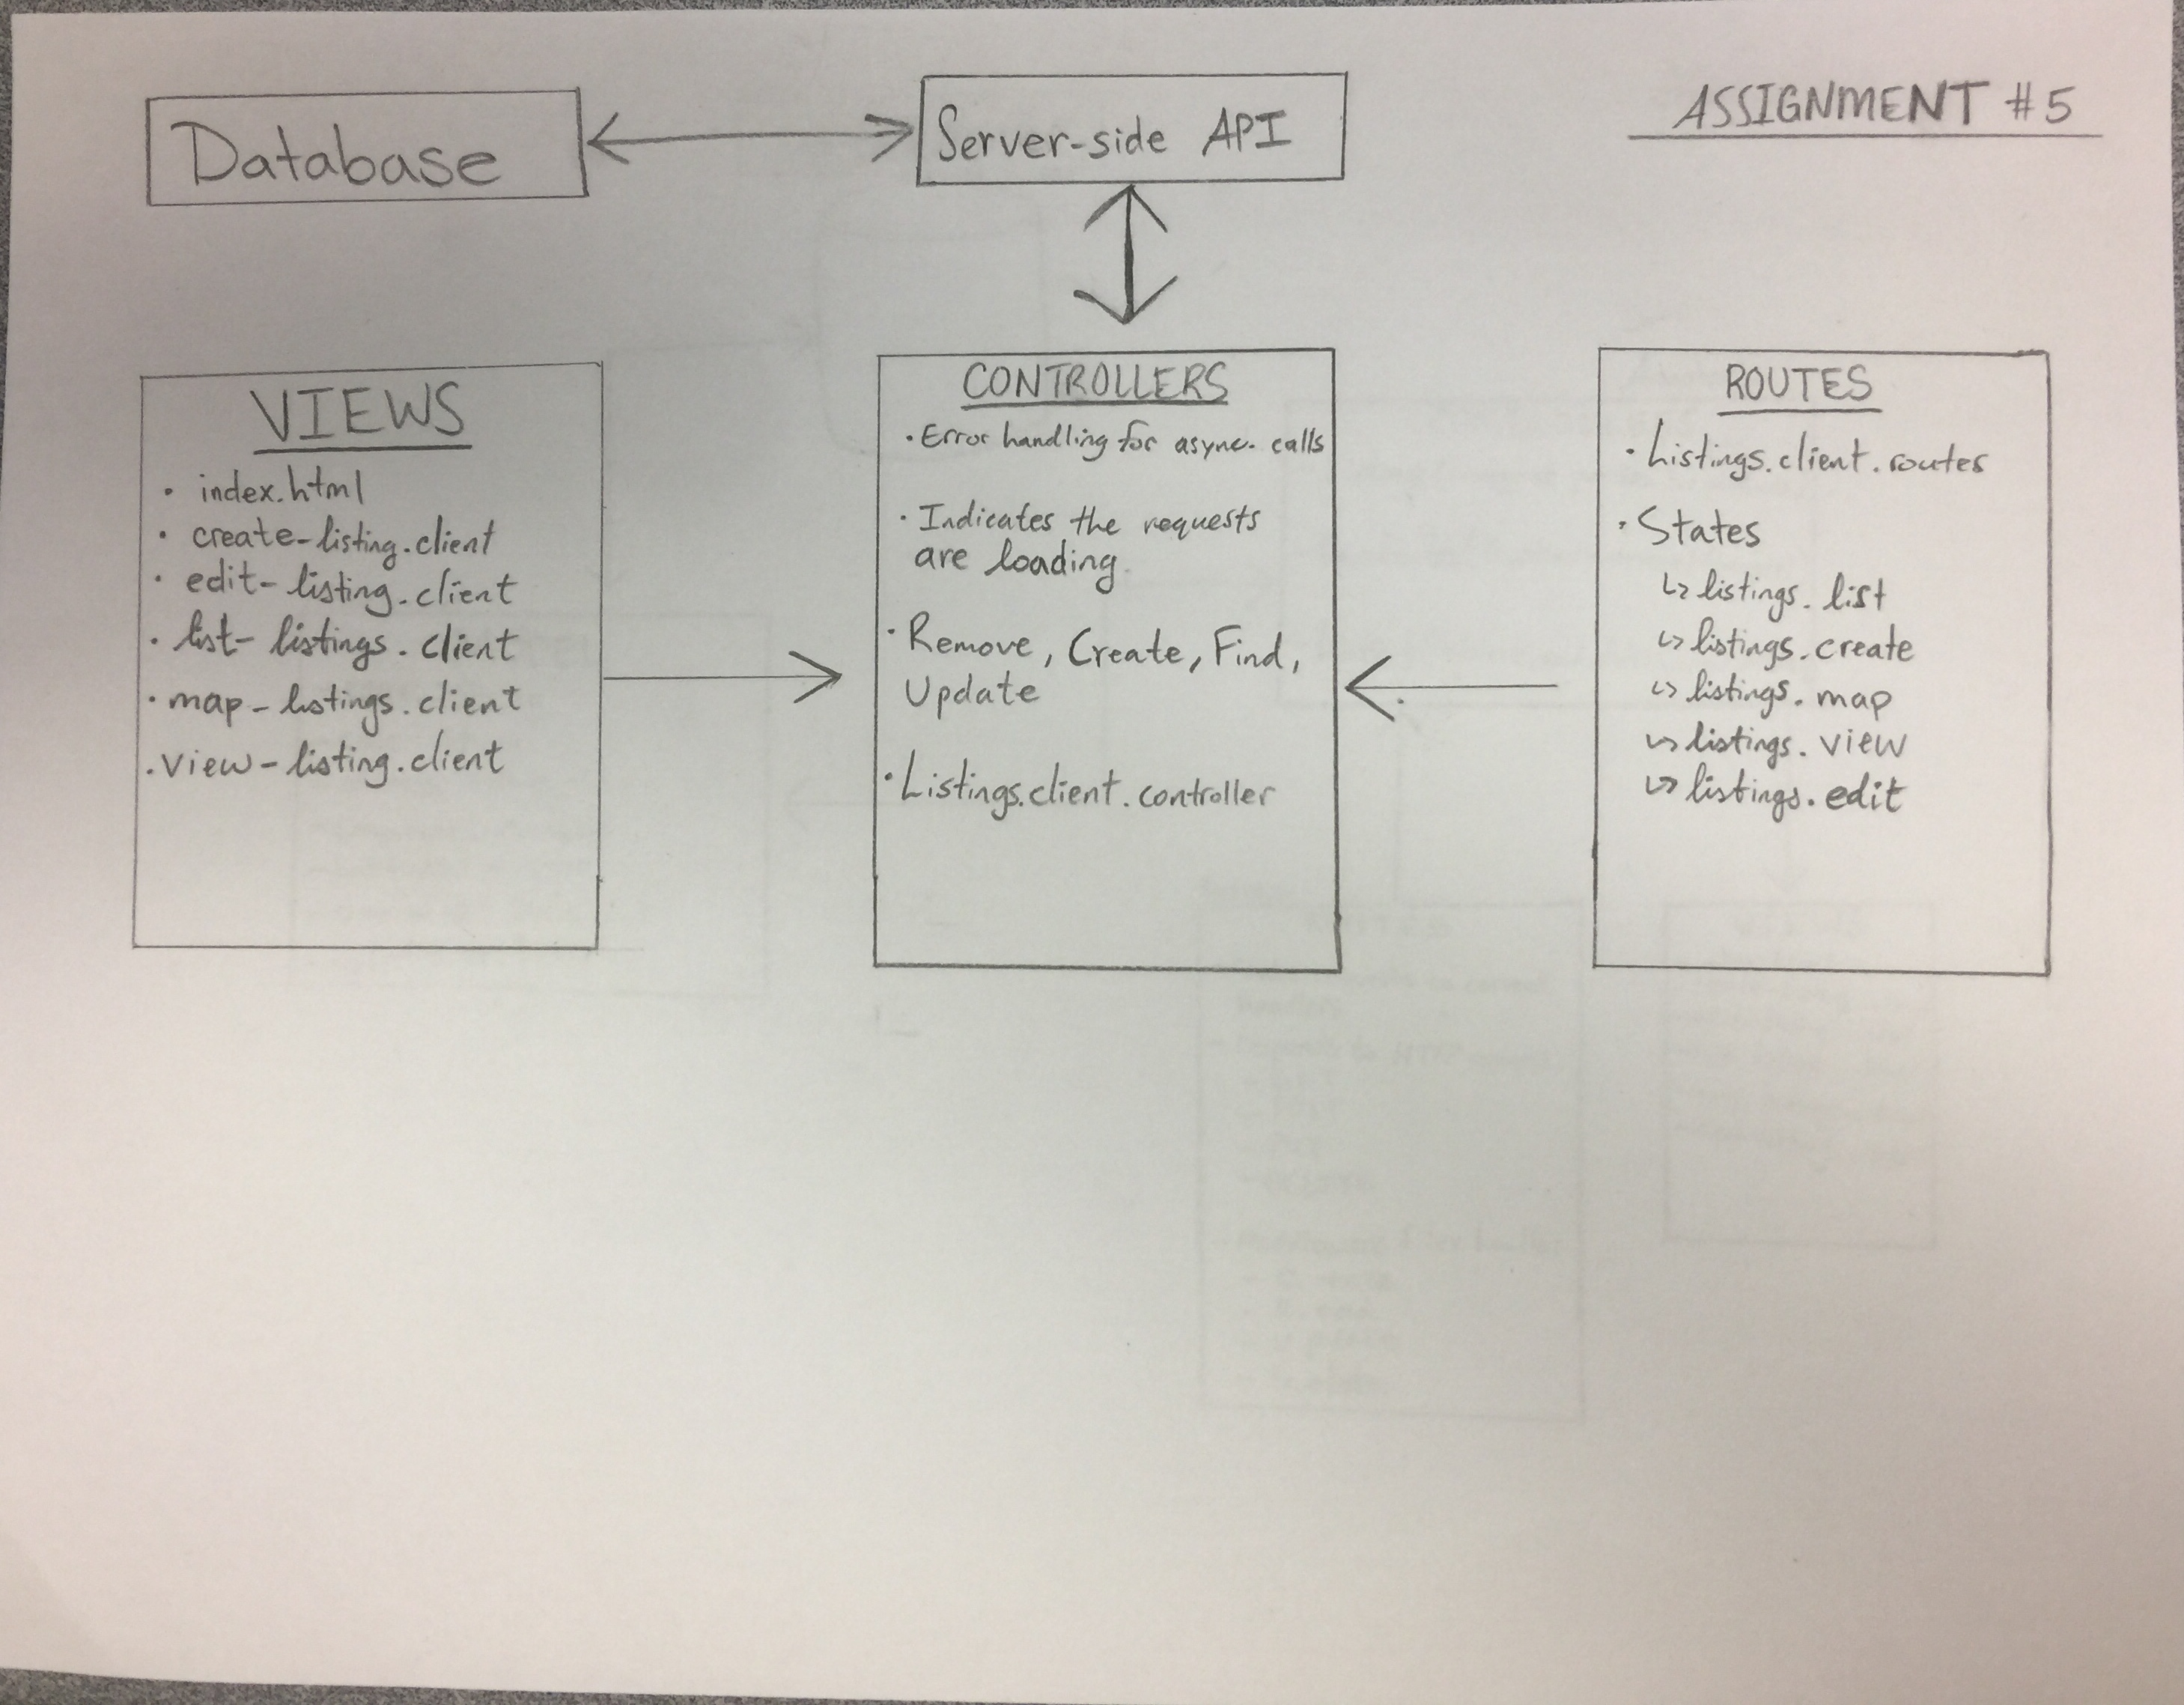 Database
Server-side API
ASSIGNMENT #5
VIEWS
• index.html
• create-listing.client
• edit-listing.client
• list-listings.client
• map-listings.client
• view-listing.client
CONTROLLERS
• Error handling for async. calls
• Indicates the requests
are loading
• Remove, Create, Find,
Update
• Listings.client.controller
ROUTES
• Listings.client.routes
• States
↳ listings.list
↳ listings.create
↳ listings.map
↳ listings.view
↳ listings.edit